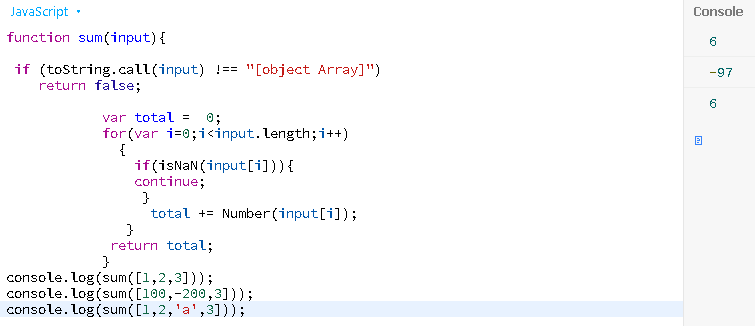 JavaScript •
Console
function sum(input){
if (toString.call(input) !== "[object Array]")
return false;
var total =  0;
for(var i=0;i<input.length;i++)
{
if(isNaN(input[i])){
continue;
}
total += Number(input[i]);
}
return total;
}
console.log(sum([1,2,3]));
console.log(sum([100,-200,3]));
console.log(sum([1,2,'a',3]));
6
-97
6